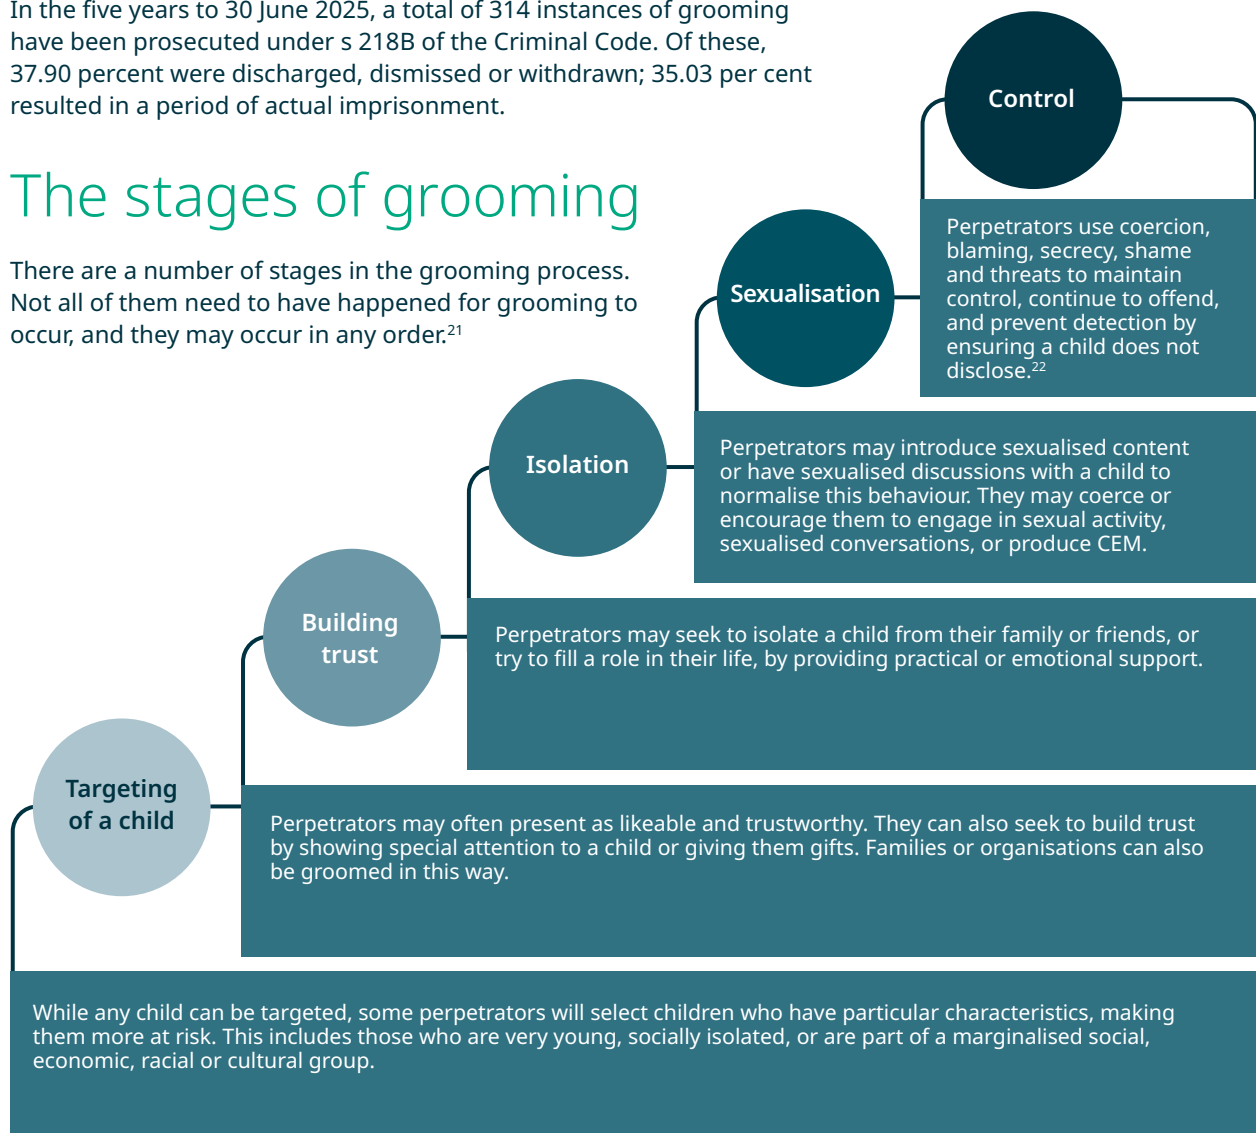 In the five years to 30 June 2025, a total of 314 instances of grooming
have been prosecuted under s 218B of the Criminal Code. Of these,
37.90 percent were discharged, dismissed or withdrawn; 35.03 per cent
resulted in a period of actual imprisonment.
The stages of grooming
There are a number of stages in the grooming process.
Not all of them need to have happened for grooming to
occur, and they may occur in any order.21
Control
Perpetrators use coercion,
blaming, secrecy, shame
and threats to maintain
control, continue to offend,
and prevent detection by
ensuring a child does not
disclose.22
Sexualisation
Perpetrators may introduce sexualised content
or have sexualised discussions with a child to
normalise this behaviour. They may coerce or
encourage them to engage in sexual activity,
sexualised conversations, or produce CEM.
Isolation
Perpetrators may seek to isolate a child from their family or friends, or
try to fill a role in their life, by providing practical or emotional support.
Building
trust
Perpetrators may often present as likeable and trustworthy. They can also seek to build trust
by showing special attention to a child or giving them gifts. Families or organisations can also
be groomed in this way.
Targeting
of a child
While any child can be targeted, some perpetrators will select children who have particular characteristics, making
them more at risk. This includes those who are very young, socially isolated, or are part of a marginalised social,
economic, racial or cultural group.